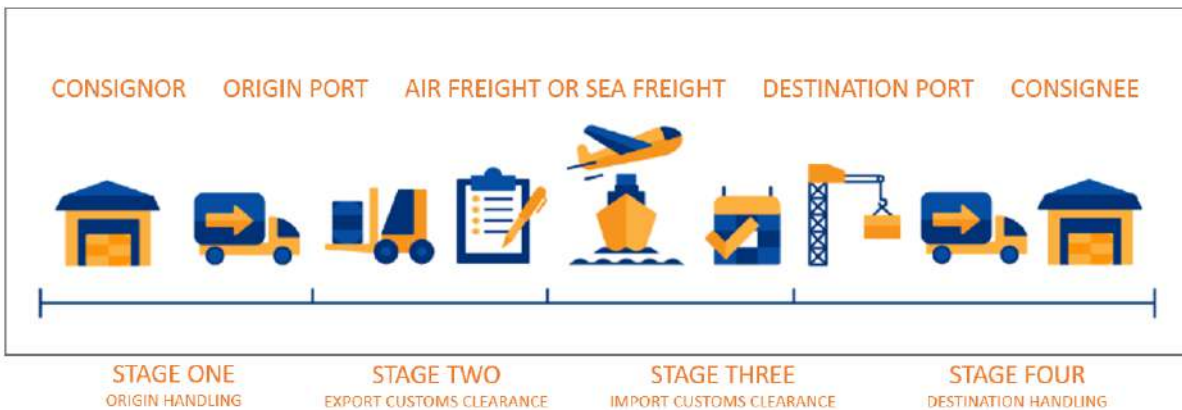 CONSIGNOR ORIGIN PORT AIR FREIGHT OR SEA FREIGHT DESTINATION PORT CONSIGNEE
STAGE ONE STAGE TWO STAGE THREE STAGE FOUR
ORIGIN HANDLING EXPORT CUSTOMS CLEARANCE IMPORT CUSTOMS CLEARANCE DESTINATION HANDLING